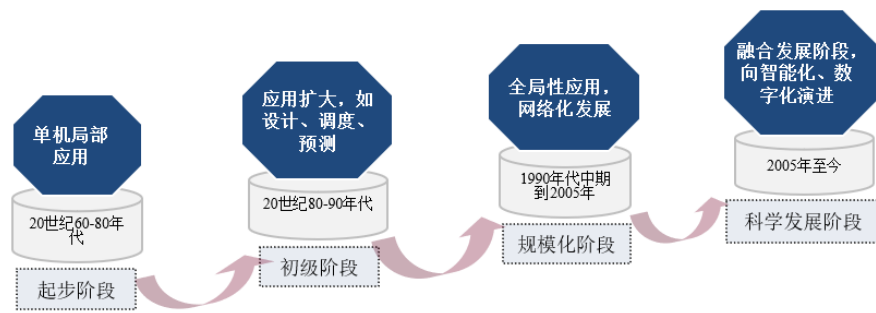 单机局部
应用
20世纪60-80年
代
起步阶段
应用扩大，如
设计、调度、
预测
20世纪80-90年代
初级阶段
全局性应用，
网络化发展
1990年代中期
到2005年
规模化阶段
融合发展阶段，
向智能化、数
字化演进
2005年至今
科学发展阶段